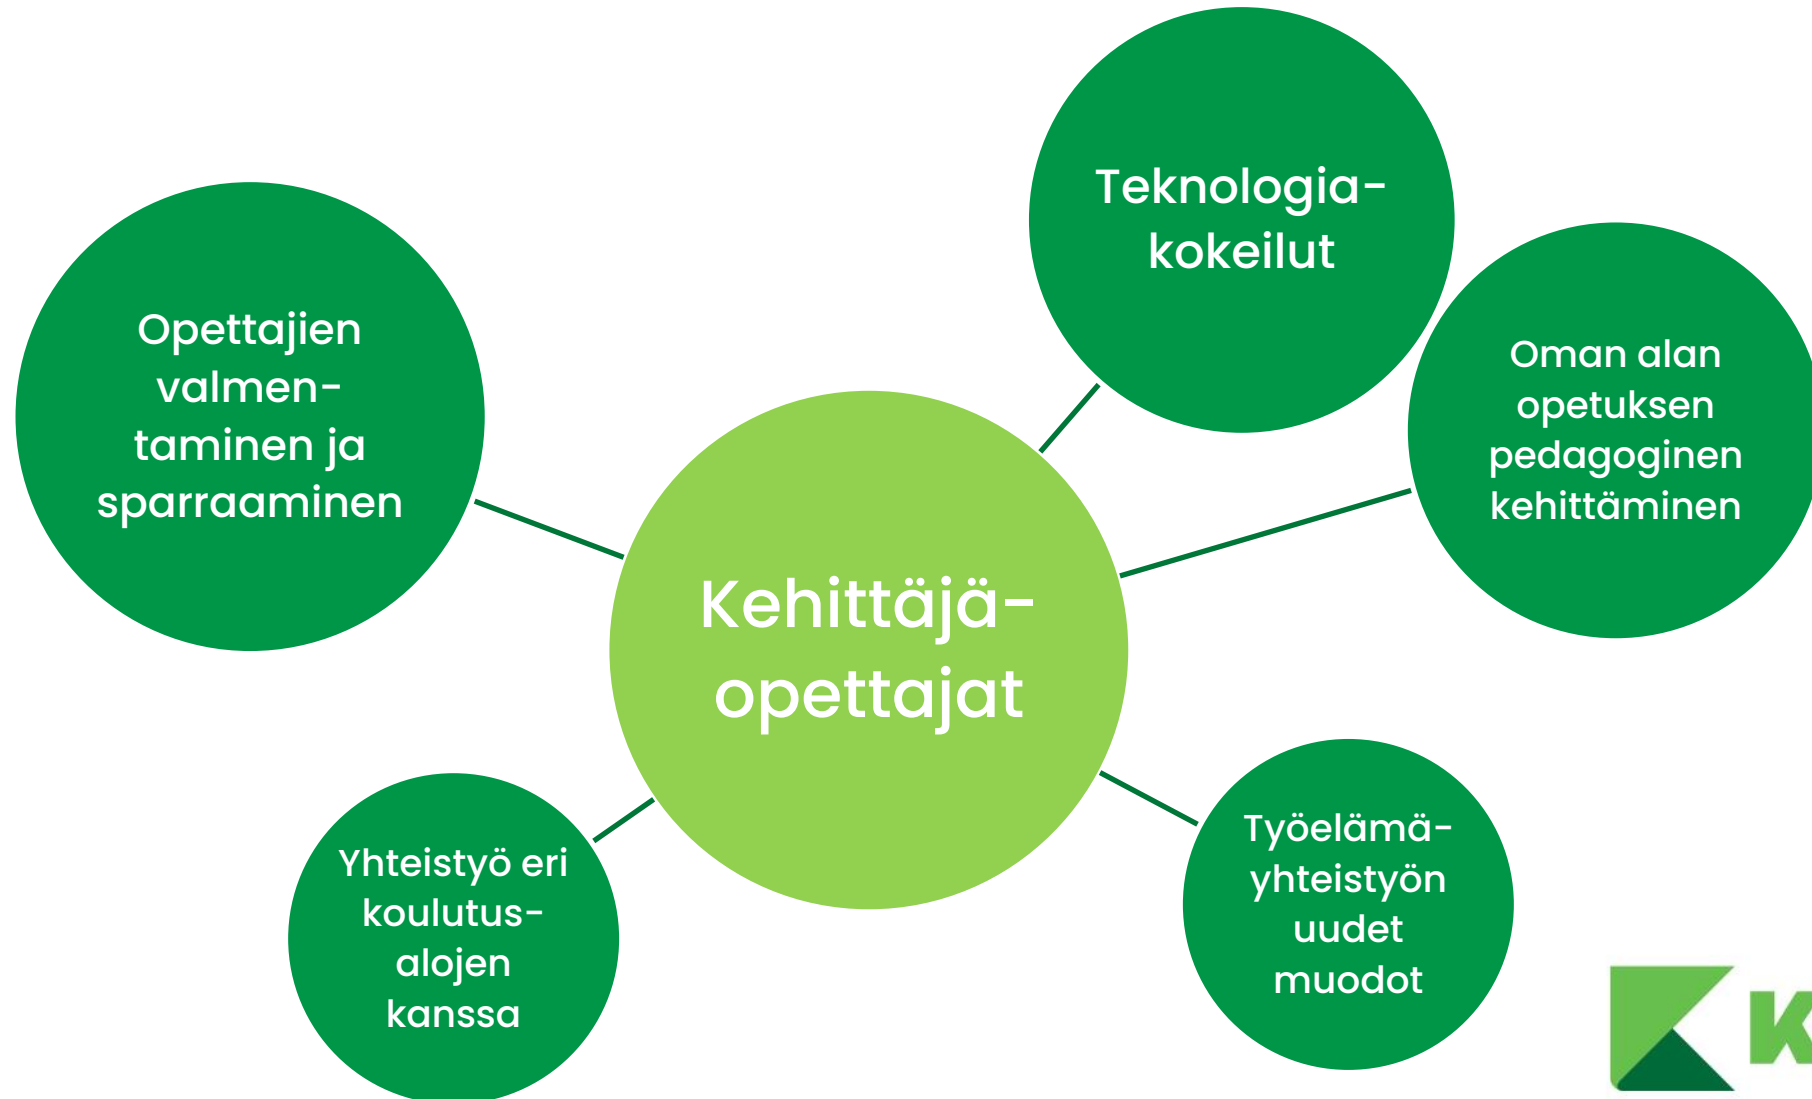 Teknologia-
kokeilut
Opettajien
valmen-
taminen ja
sparraaminen
Oman alan
opetuksen
pedagoginen
kehittäminen
Kehittäjä-
opettajat
Yhteistyö eri
koulutus-
alojen
kanssa
Työelämä-
yhteistyön
uudet
muodot
K